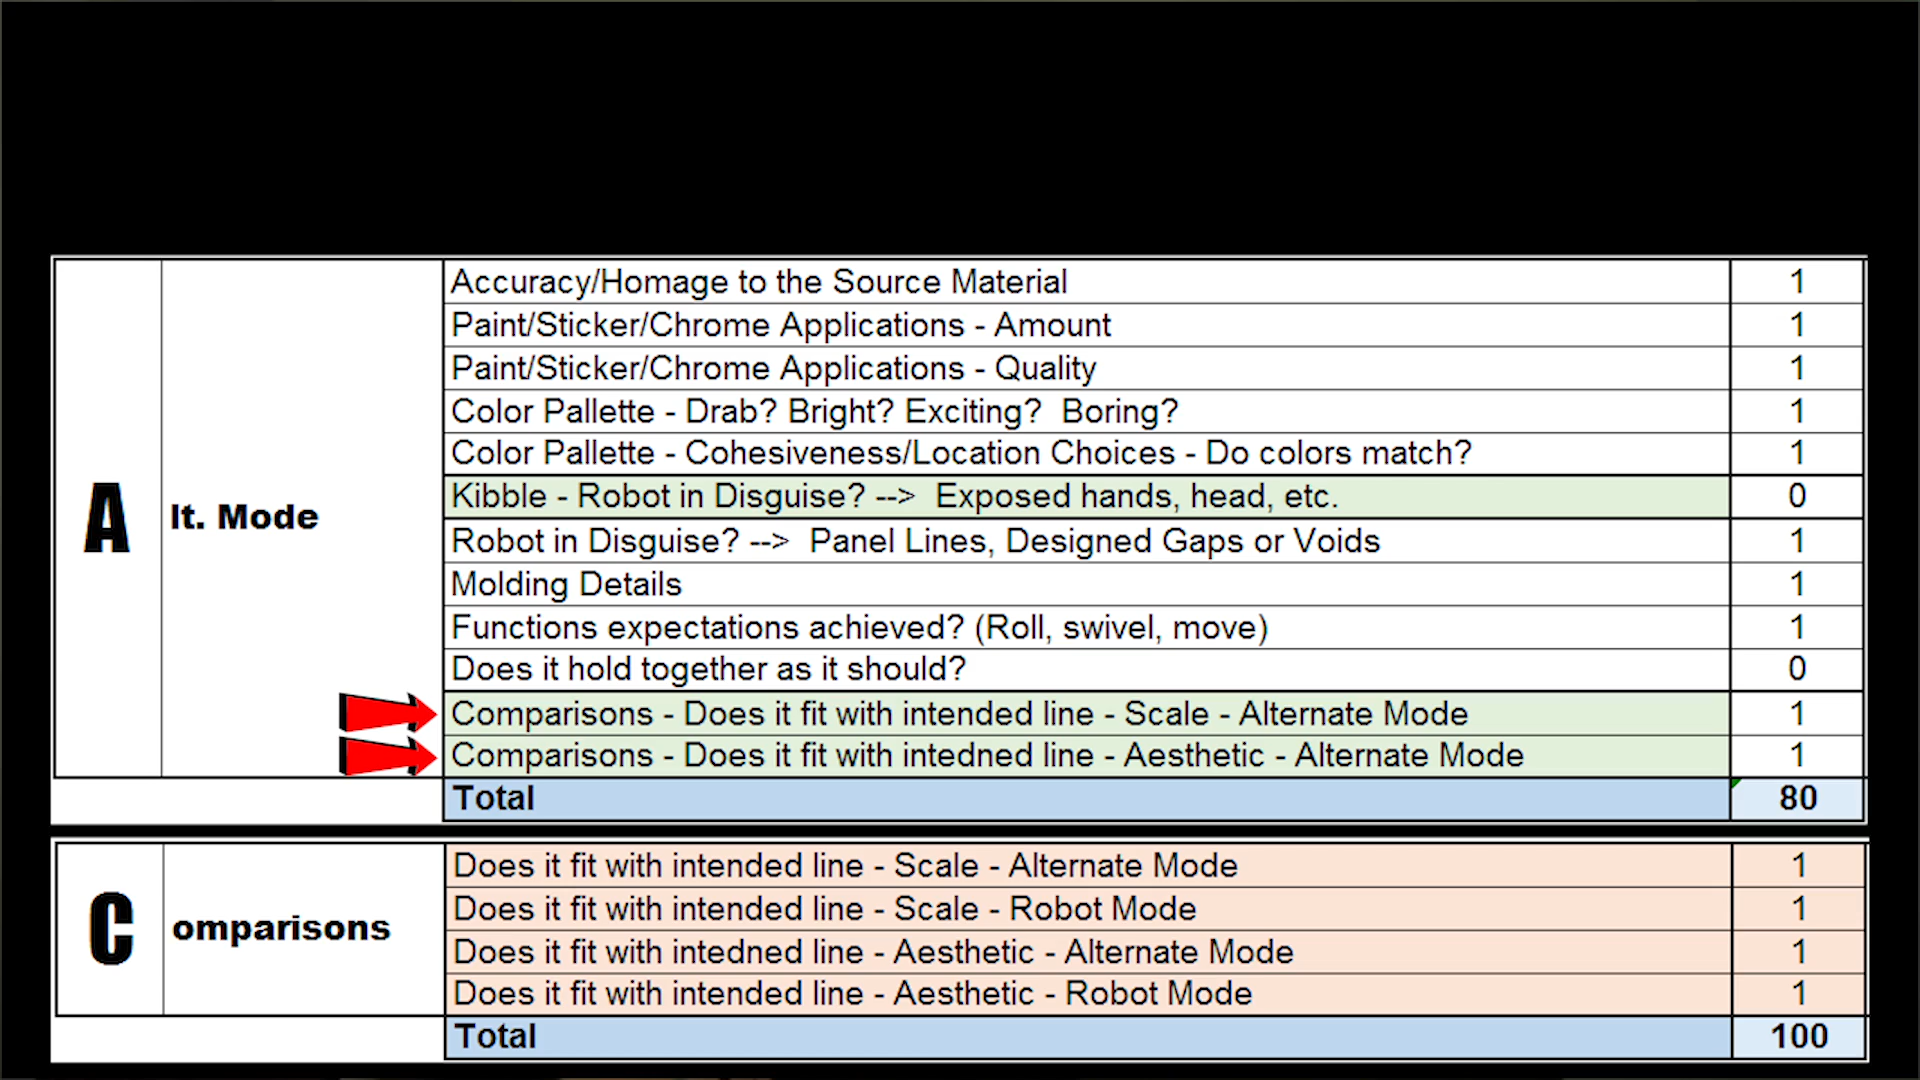 Accuracy/Homage to the Source Material 1
Paint/Sticker/Chrome Applications - Amount 1
Paint/Sticker/Chrome Applications - Quality 1
Color Pallette - Drab? Bright? Exciting?  Boring? 1
Color Pallette - Cohesiveness/Location Choices - Do colors match? 1
Kibble - Robot in Disguise? -->  Exposed hands, head, etc. 0
A lt. Mode
Robot in Disguise? -->  Panel Lines, Designed Gaps or Voids 1
Molding Details 1
Functions expectations achieved? (Roll, swivel, move) 1
Does it hold together as it should? 0
Comparisons - Does it fit with intended line - Scale - Alternate Mode 1
Comparisons - Does it fit with intedned line - Aesthetic - Alternate Mode 1
Total 80
Does it fit with intended line - Scale - Alternate Mode 1
Does it fit with intended line - Scale - Robot Mode 1
C omparisons
Does it fit with intedned line - Aesthetic - Alternate Mode 1
Does it fit with intended line - Aesthetic - Robot Mode 1
Total 100